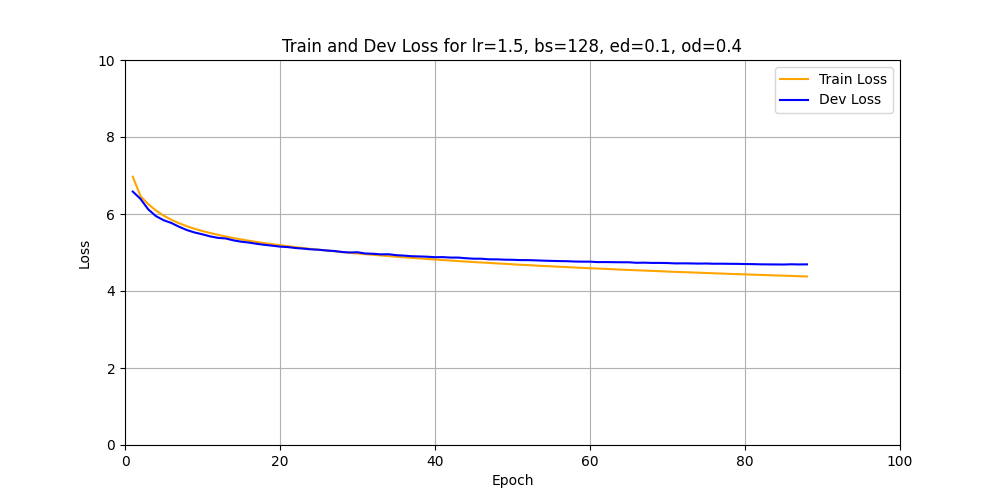 Train and Dev Loss for lr=1.5, bs=128, ed=0.1, od=0.4
Train Loss
Dev Loss
10
8
6
4
2
0
Loss
0 20 40 60 80 100
Epoch